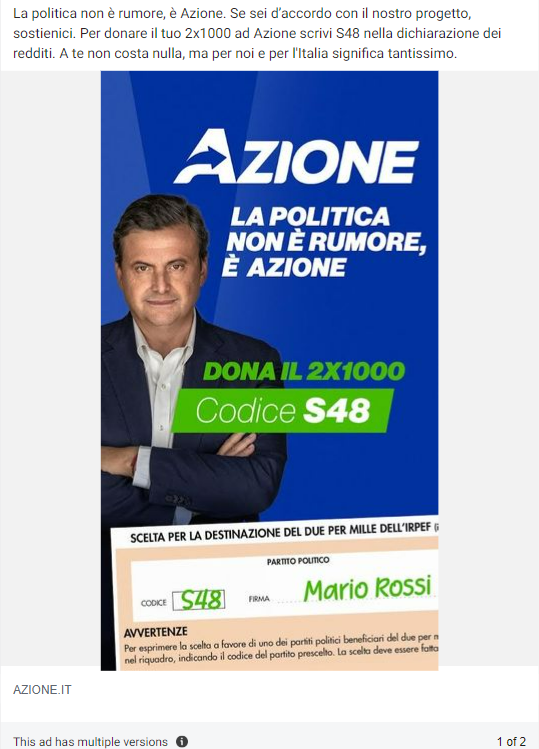 La politica non è rumore, è Azione. Se sei d'accordo con il nostro progetto,
sostienici. Per donare il tuo 2x1000 ad Azione scrivi S48 nella dichiarazione dei
redditi. A te non costa nulla, ma per noi e per l'Italia significa tantissimo.
AZIONE
LA POLITICA
NON È RUMORE,
È AZIONE
DONA IL 2X1000
Codice S48
SCELTA PER LA DESTINAZIONE DEL DUE PER MILLE DELL'IRPEF
PARTITO POLITICO
CODICE S48 FIRMA Mario Rossi
AVVERTENZE
Per esprimere la scelta a favore di uno dei partiti politici beneficiari del due per m
nel riquadro, indicando il codice del partito prescelto. La scelta deve essere fatta
AZIONE.IT
This ad has multiple versions
1 of 2